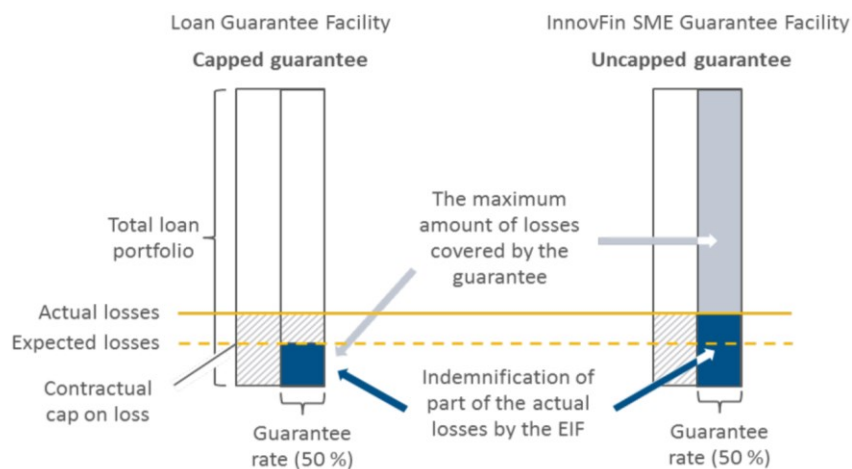 Loan Guarantee Facility
Capped guarantee
InnovFin SME Guarantee Facility
Uncapped guarantee
Total loan
portfolio
The maximum
amount of losses
covered by the
guarantee
Actual losses
Expected losses
Contractual
cap on loss
Indemnification of
part of the actual
losses by the EIF
Guarantee
rate (50 %)
Guarantee
rate (50 %)